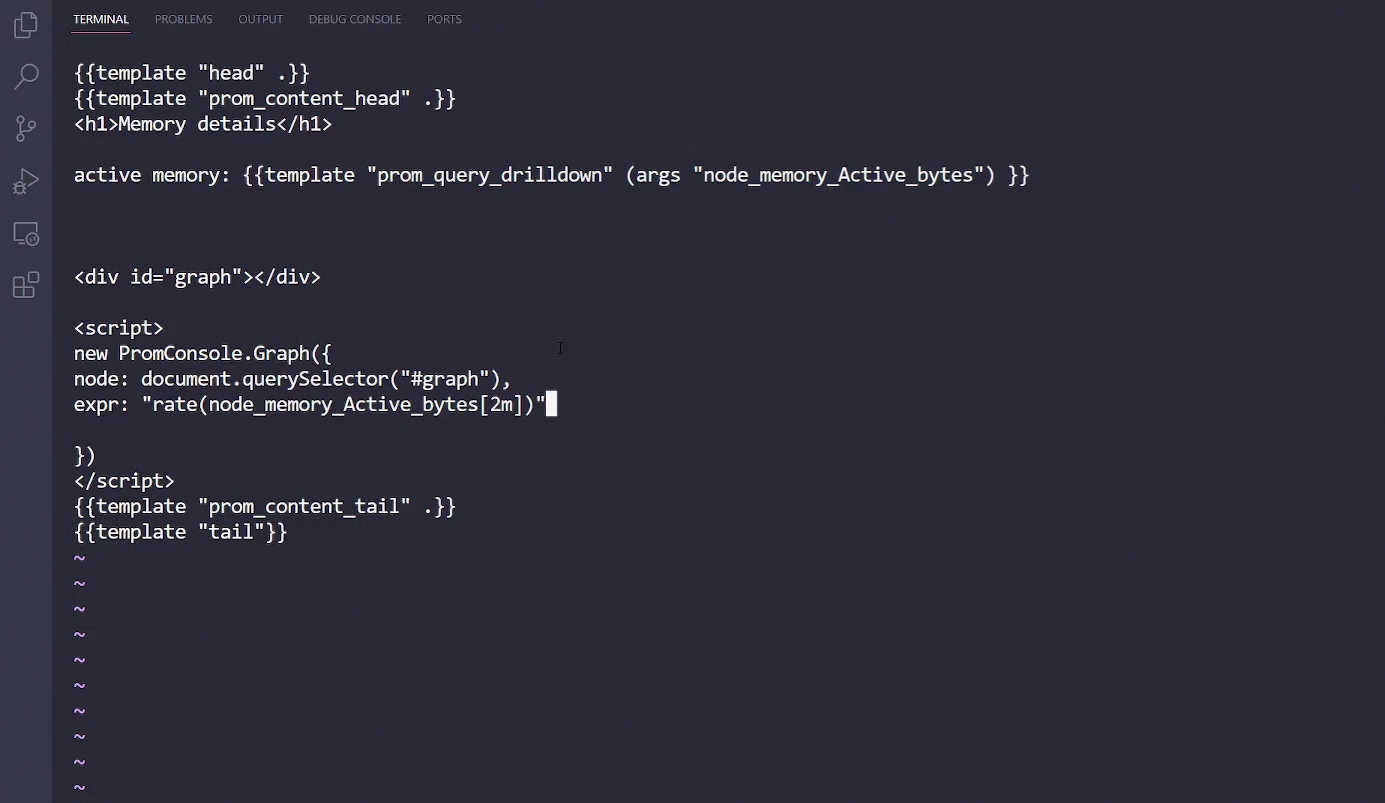 TERMINAL PROBLEMS OUTPUT DEBUG CONSOLE PORTS
{{template "head" .}}
{{template "prom_content_head" .}}
<h1>Memory details</h1>
active memory: {{template "prom_query_drilldown" (args "node_memory_Active_bytes") }}
<div id="graph"></div>
<script>
new PromConsole.Graph({
node: document.querySelector("#graph"),
expr: "rate(node_memory_Active_bytes[2m])"
})
</script>
{{template "prom_content_tail" .}}
{{template "tail"}}
~
~
~
~
~
~
~
~
~
~